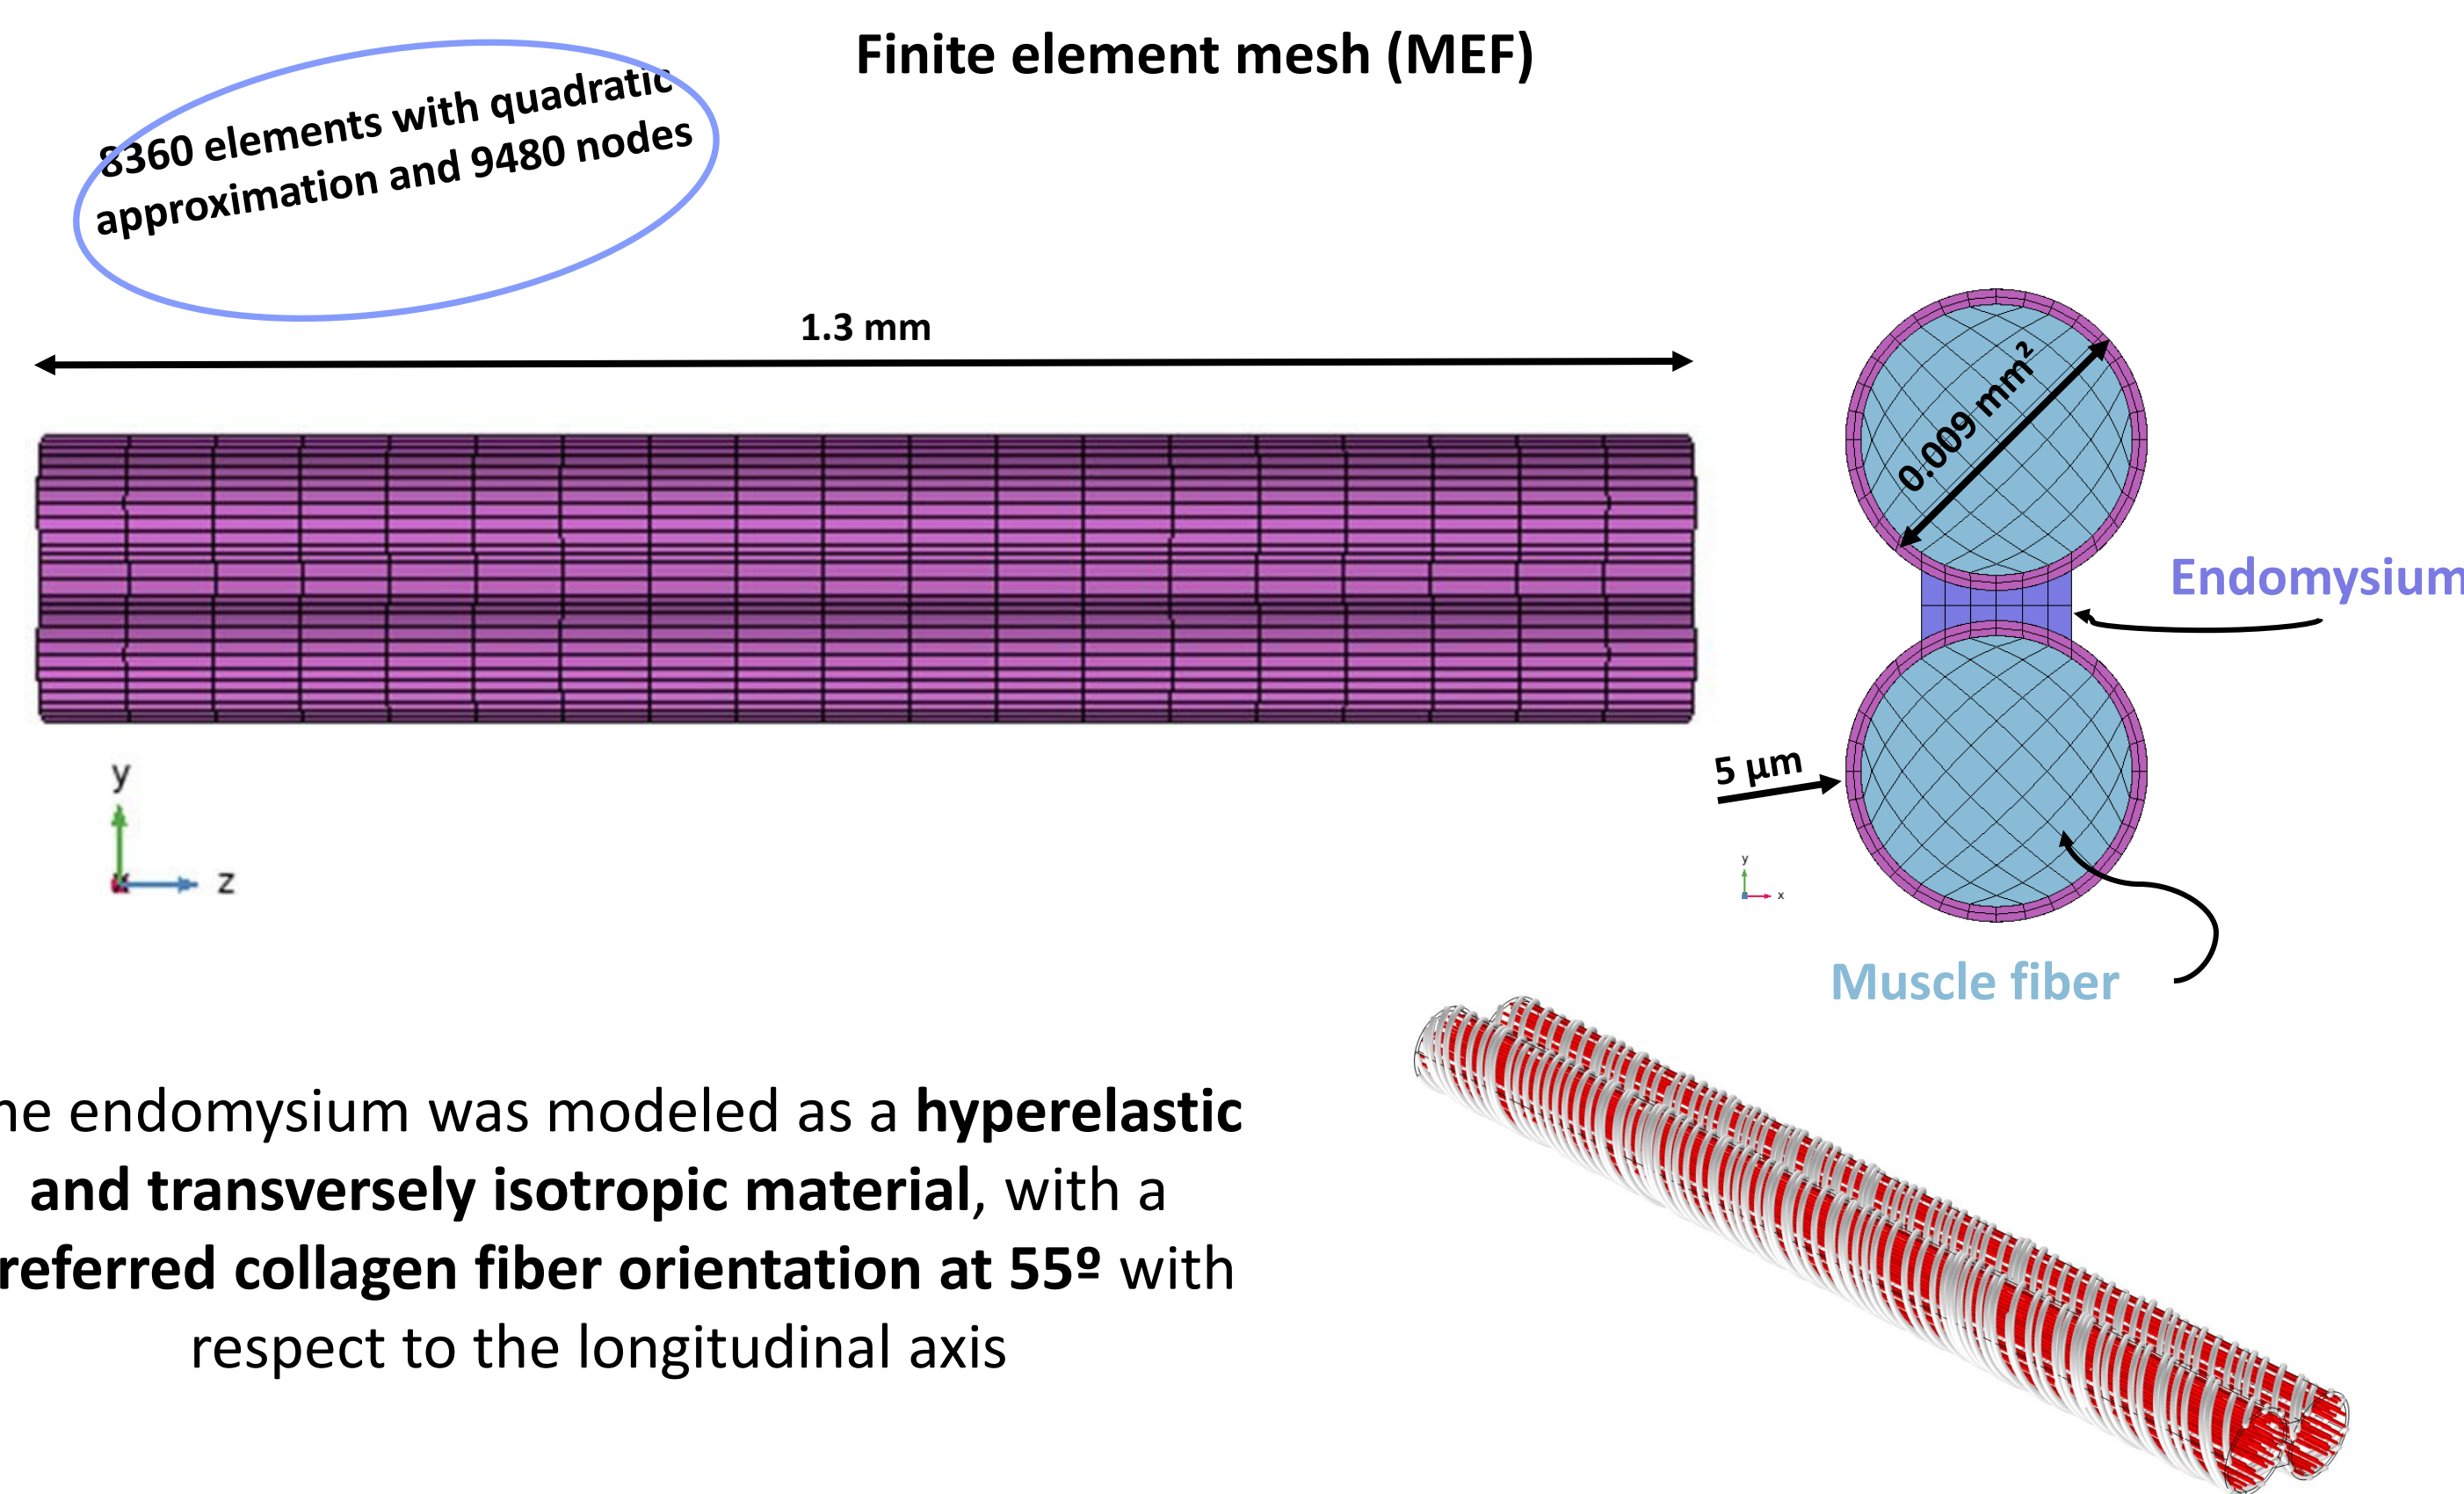 Finite element mesh (MEF)
8360 elements with quadratic
approximation and 9480 nodes
1.3 mm
0.009 mm²
Endomysium
5 µm
y
z
y
x
Muscle fiber
he endomysium was modeled as a hyperelastic
and transversely isotropic material, with a
referred collagen fiber orientation at 55º with
respect to the longitudinal axis